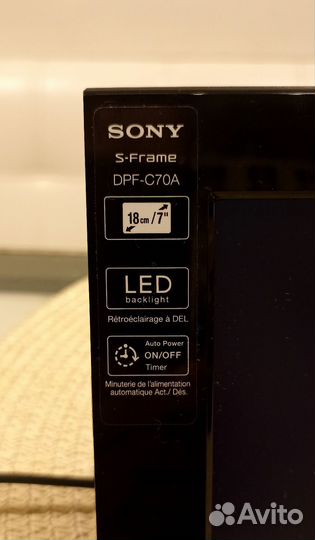 SONY
S-Frame
DPF-C70A
18cm/7"
LED
backlight
Rétroéclairage à DEL
Auto Power
ON/OFF
Timer
Minuterie de l'alimentation
automatique Act./ Dés.
Avito